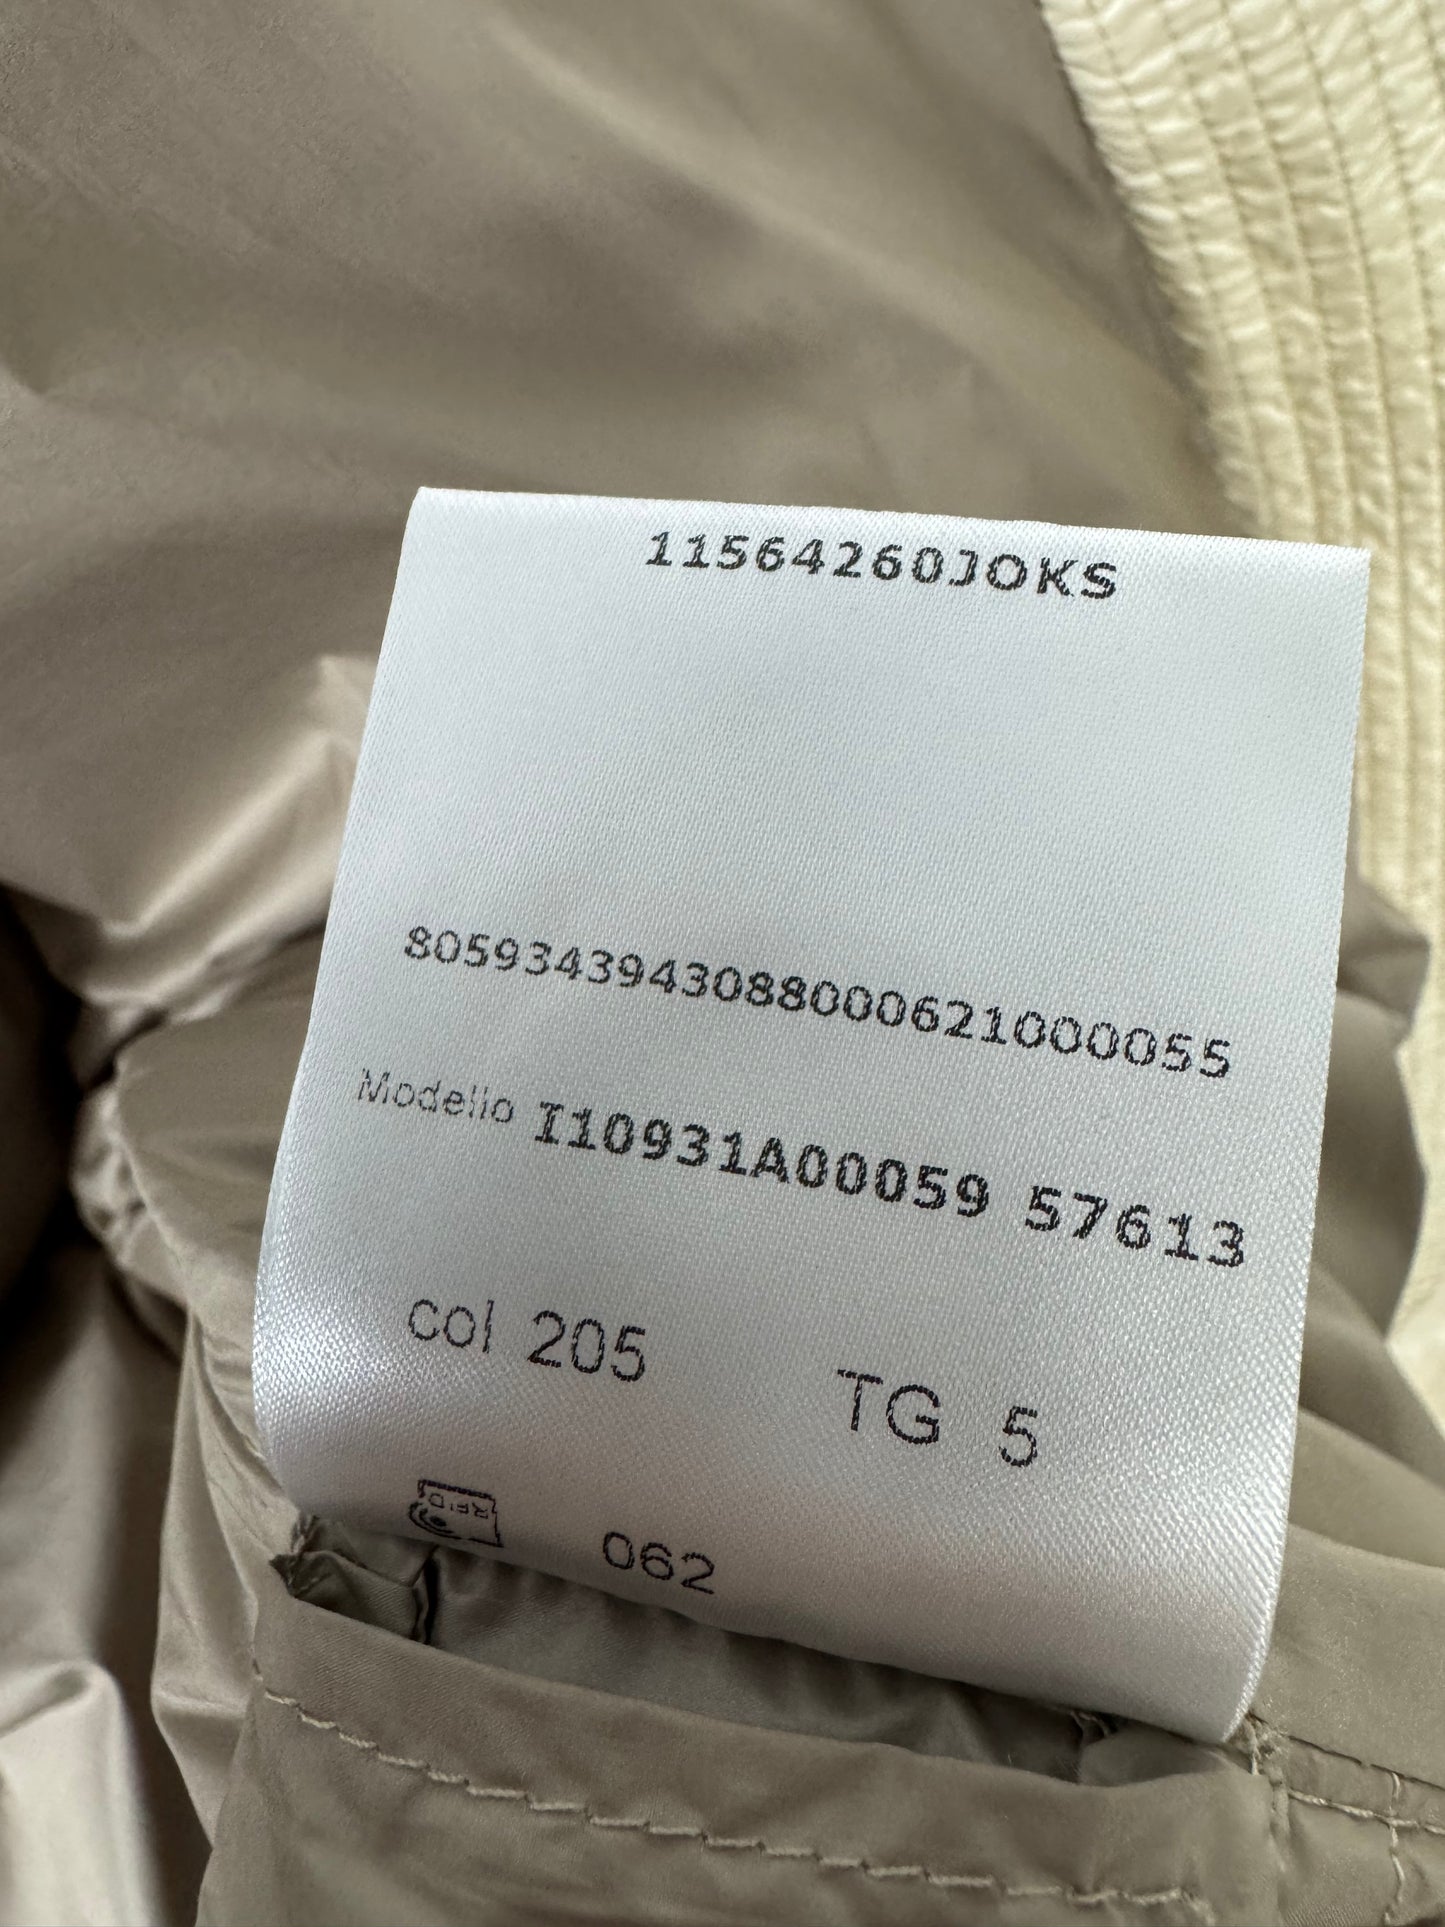 11564260JOKS
8059343943088000621000055
Modello I10931A00059 57613
col 205 TG 5
RFID 062